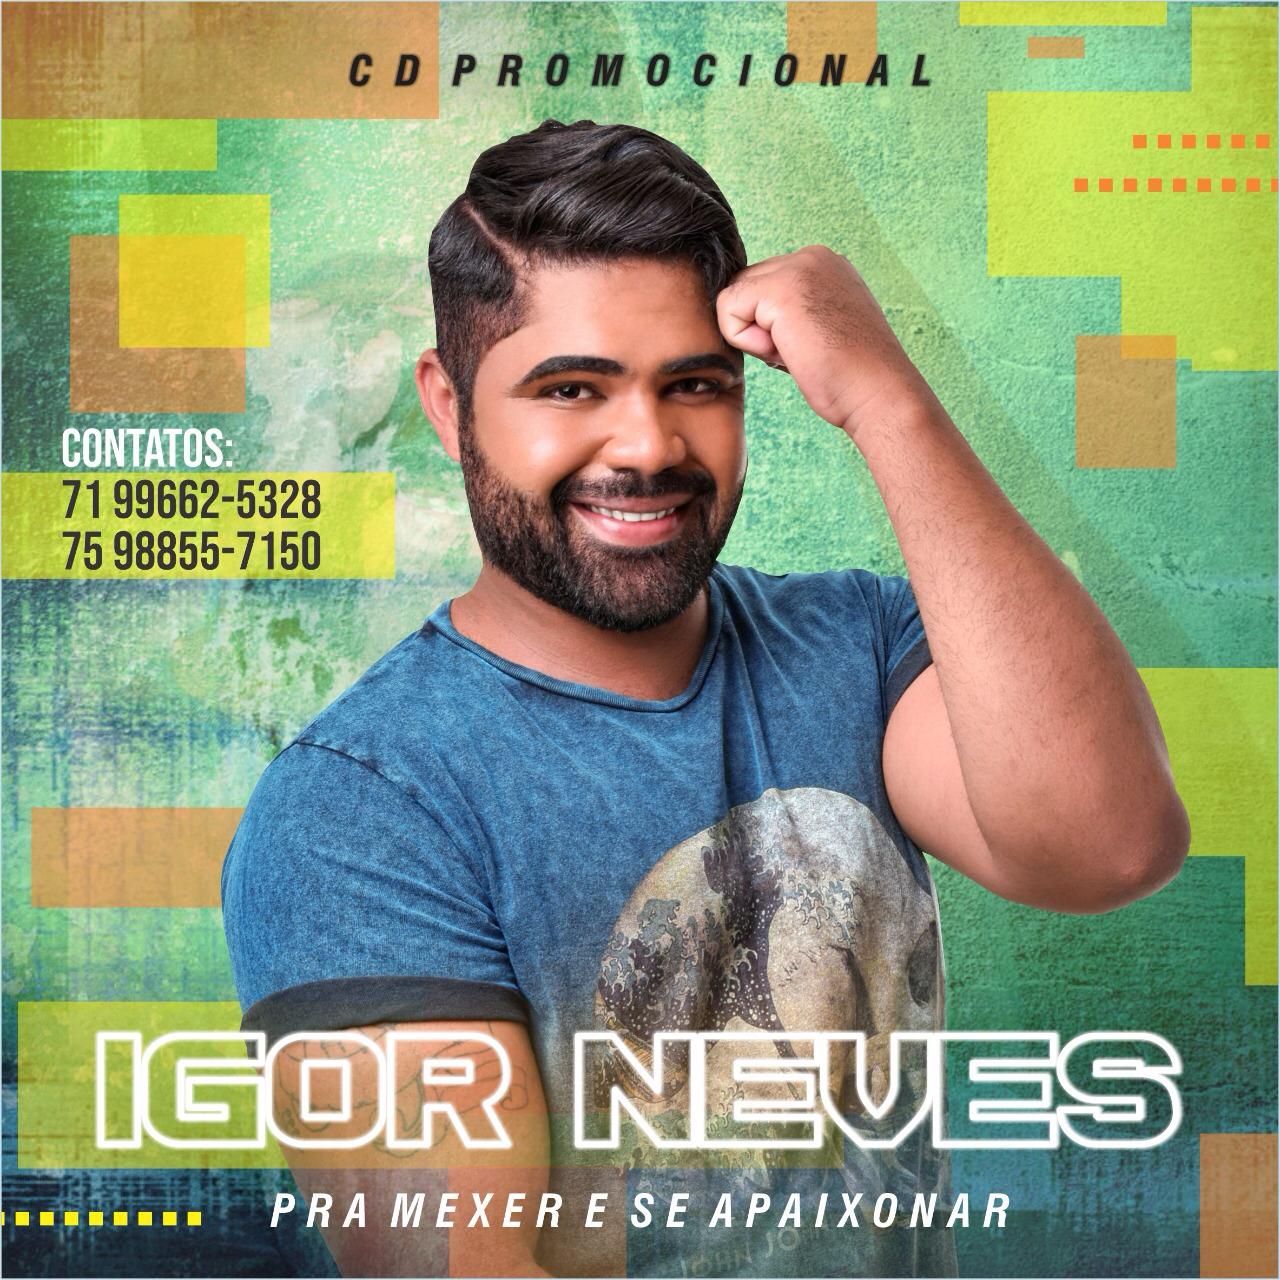 CD PROMOCIONAL
CONTATOS:
71 99662-5328
75 98855-7150
IGOR NEVES
PRA MEXER E SE APAIXONAR